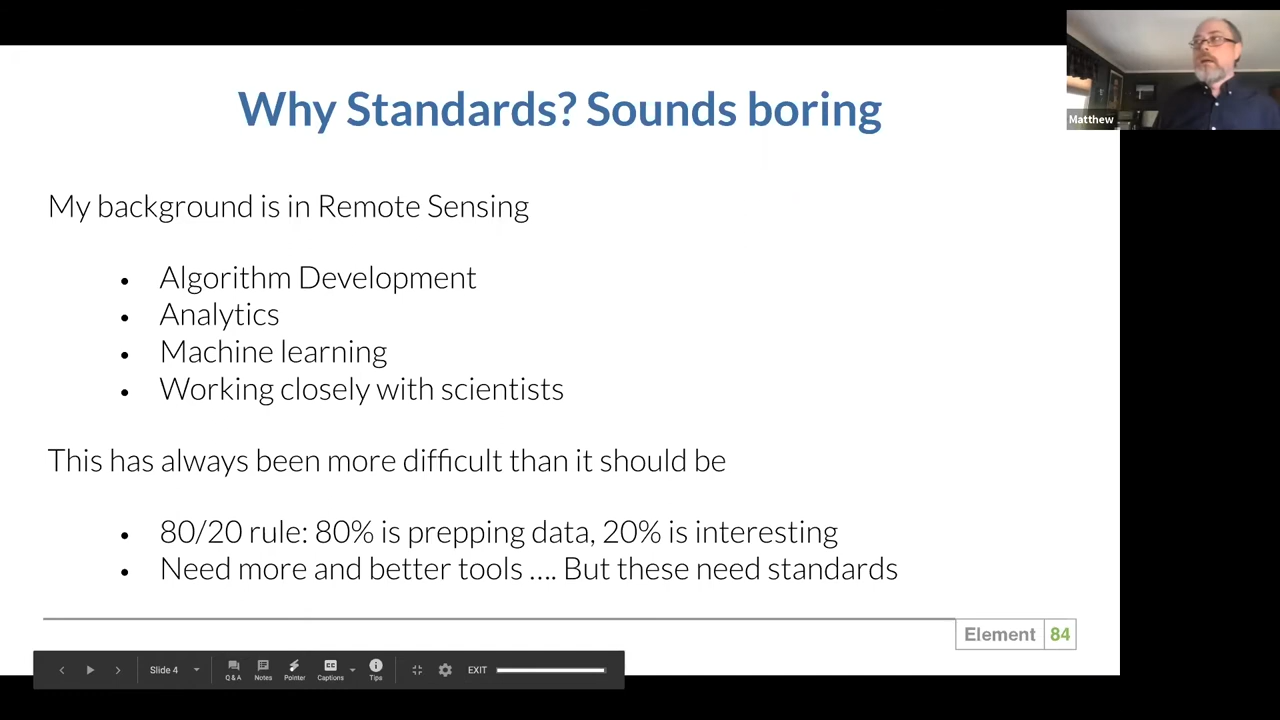 Why Standards? Sounds boring
Matthew
My background is in Remote Sensing
• Algorithm Development
• Analytics
• Machine learning
• Working closely with scientists
This has always been more difficult than it should be
• 80/20 rule: 80% is prepping data, 20% is interesting
• Need more and better tools .... But these need standards
Element 84
Slide 4
Q & A
Notes
Pointer
Captions
Tips
EXIT